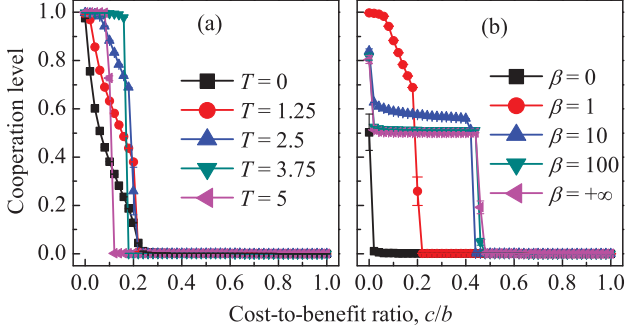 (a)
(b)
Cooperation level
1.0
0.8
0.6
0.4
0.2
0.0
T = 0
T = 1.25
T = 2.5
T = 3.75
T = 5
β = 0
β = 1
β = 10
β = 100
β = +∞
0.0 0.2 0.4 0.6 0.8 1.0 0.0 0.2 0.4 0.6 0.8 1.0
Cost-to-benefit ratio, c/b